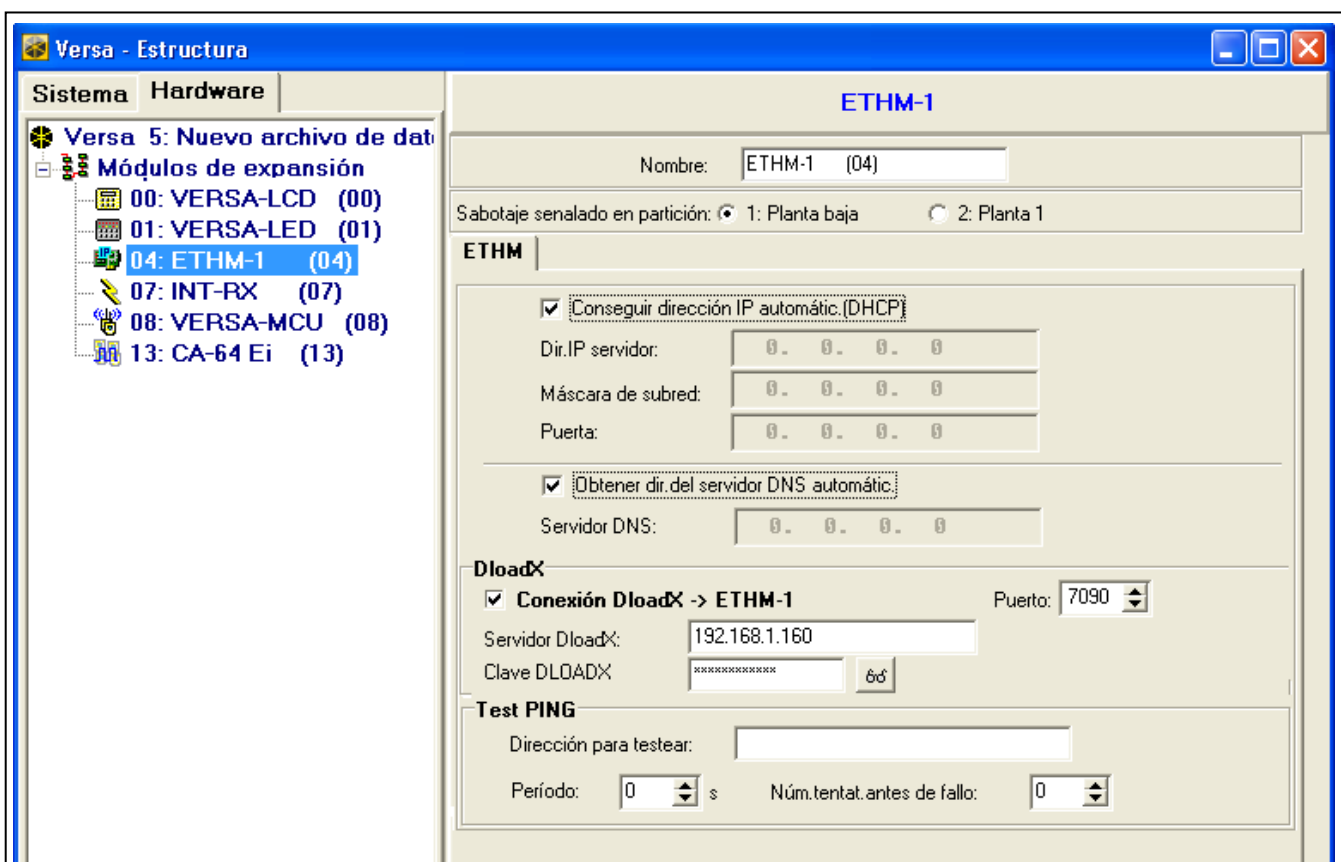 Versa - Estructura
Sistema Hardware
Versa 5: Nuevo archivo de dat
Módulos de expansión
00: VERSA-LCD (00)
01: VERSA-LED (01)
04: ETHM-1 (04)
07: INT-RX (07)
08: VERSA-MCU (08)
13: CA-64 Ei (13)
ETHM-1
Nombre: ETHM-1 (04)
Sabotaje senalado en partición: 1: Planta baja 2: Planta 1
ETHM
Conseguir dirección IP automátic.(DHCP)
Dir.IP servidor: 0. 0. 0. 0
Máscara de subred: 0. 0. 0. 0
Puerta: 0. 0. 0. 0
Obtener dir.del servidor DNS automátic.
Servidor DNS: 0. 0. 0. 0
DloadX
Conexión DloadX -> ETHM-1 Puerto: 7090
Servidor DloadX: 192.168.1.160
Clave DLOADX ************
Test PING
Dirección para testear:
Período: 0 s Núm.tentat.antes de fallo: 0